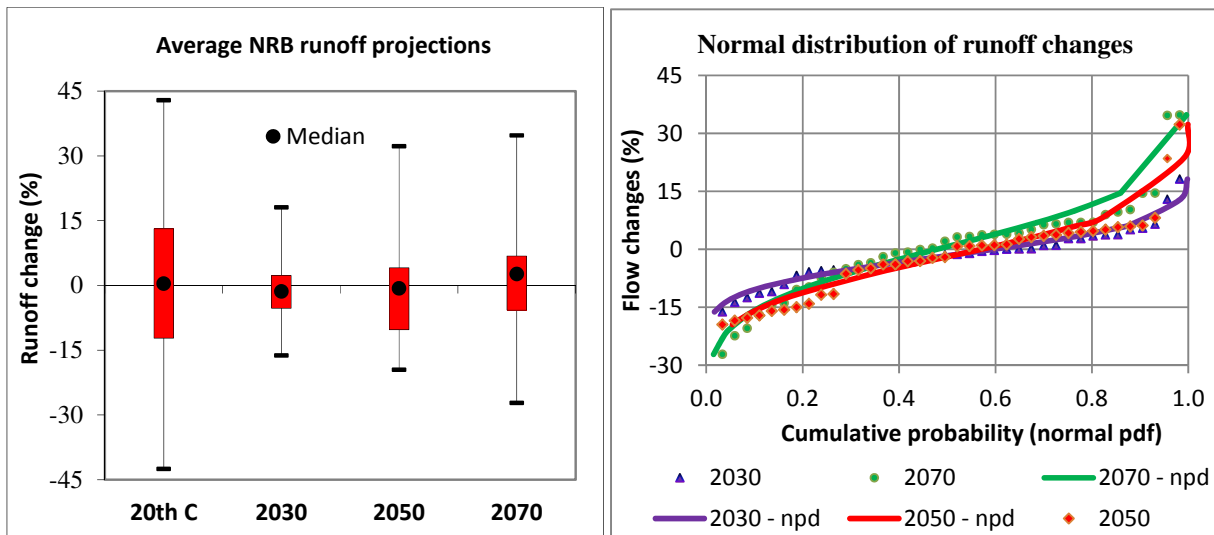 Average NRB runoff projections
45
30
15
0
-15
-30
-45
Runoff change (%)
Median
20th C
2030
2050
2070
Normal distribution of runoff changes
45
30
15
0
-15
-30
Flow changes (%)
0.0
0.2
0.4
0.6
0.8
1.0
Cumulative probability (normal pdf)
2030
2070
2070 - npd
2030 - npd
2050 - npd
2050